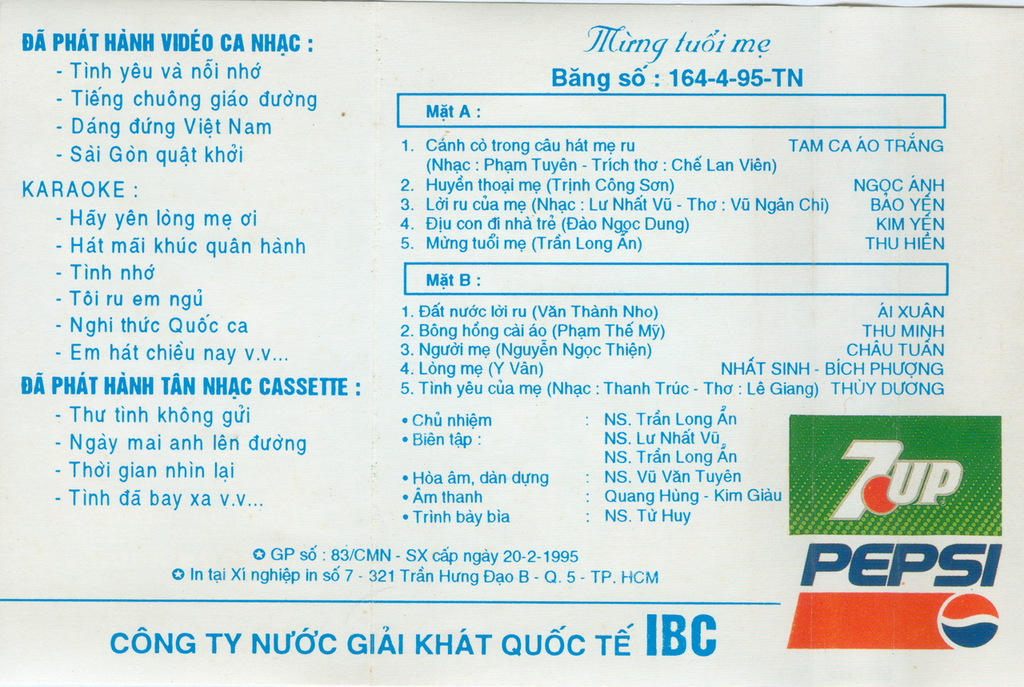 ĐÃ PHÁT HÀNH VIDÉO CA NHẠC :
- Tình yêu và nỗi nhớ
- Tiếng chuông giáo đường
- Dáng đứng Việt Nam
- Sài Gòn quật khởi
KARAOKE :
- Hãy yên lòng mẹ ơi
- Hát mãi khúc quân hành
- Tình nhớ
- Tôi ru em ngủ
- Nghi thức Quốc ca
- Em hát chiều nay v.v...
ĐÃ PHÁT HÀNH TÂN NHẠC CASSETTE :
- Thư tình không gửi
- Ngày mai anh lên đường
- Thời gian nhìn lại
- Tình đã bay xa v.v...
Mừng tuổi mẹ
Băng số : 164-4-95-TN
Mặt A :
1. Cánh cò trong câu hát mẹ ru TAM CA ÁO TRẮNG
(Nhạc : Phạm Tuyên - Trích thơ : Chế Lan Viên)
2. Huyền thoại mẹ (Trịnh Công Sơn) NGỌC ÁNH
3. Lời ru của mẹ (Nhạc : Lư Nhất Vũ - Thơ : Vũ Ngân Chi) BẢO YẾN
4. Địu con đi nhà trẻ (Đào Ngọc Dung) KIM YẾN
5. Mừng tuổi mẹ (Trần Long Ẩn) THU HIỀN
Mặt B :
1. Đất nước lời ru (Văn Thành Nho) ÁI XUÂN
2. Bông hồng cài áo (Phạm Thế Mỹ) THU MINH
3. Người mẹ (Nguyễn Ngọc Thiện) CHÂU TUẤN
4. Lòng mẹ (Y Vân) NHẤT SINH - BÍCH PHƯỢNG
5. Tình yêu của mẹ (Nhạc : Thanh Trúc - Thơ : Lê Giang) THÙY DƯƠNG
• Chủ nhiệm : NS. Trần Long Ẩn
• Biên tập : NS. Lư Nhất Vũ
NS. Trần Long Ẩn
• Hòa âm, dàn dựng : NS. Vũ Văn Tuyên
• Âm thanh : Quang Hùng - Kim Giàu
• Trình bày bìa : NS. Từ Huy
7UP
PEPSI
✪ GP số : 83/CMN - SX cấp ngày 20-2-1995
✪ In tại Xí nghiệp in số 7 - 321 Trần Hưng Đạo B - Q. 5 - TP. HCM
CÔNG TY NƯỚC GIẢI KHÁT QUỐC TẾ IBC